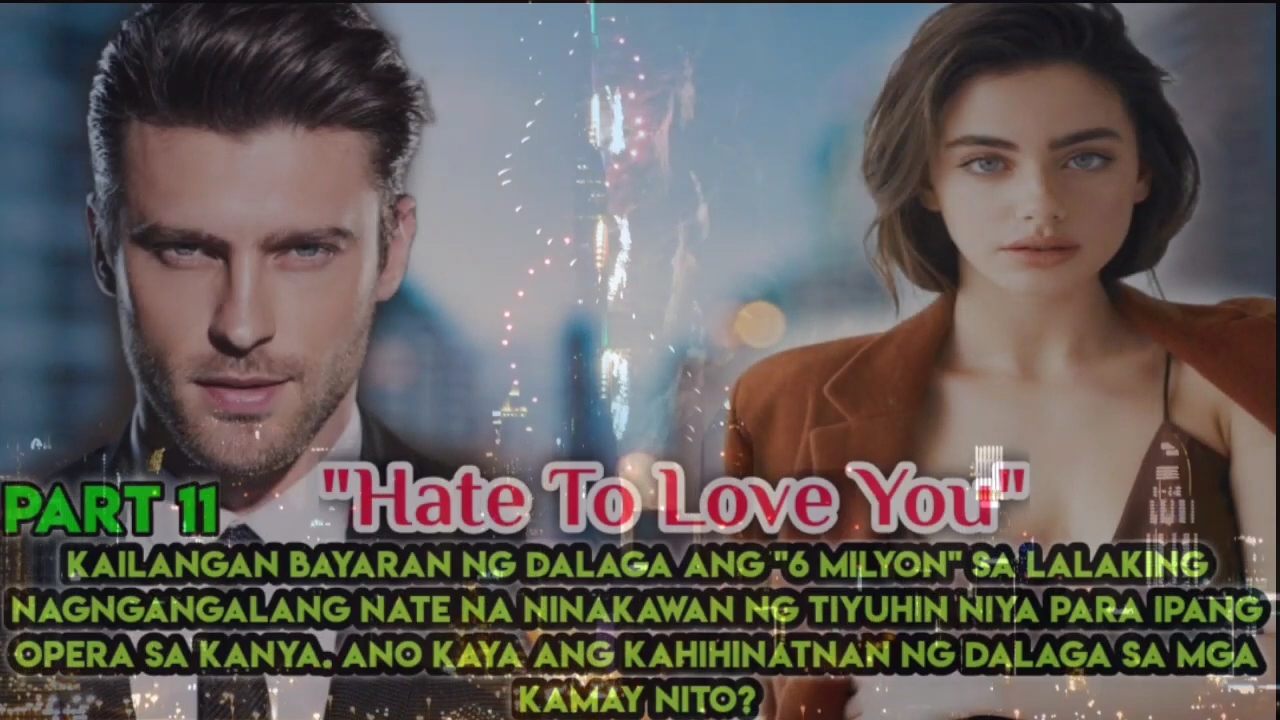 "Hate To Love You"
PART 11
KAILANGAN BAYARAN NG DALAGA ANG "6 MILYON" SA LALAKING
NAGNGANGALANG NATE NA NINAKAWAN NG TIYUHIN NIYA PARA IPANG
OPERA SA KANYA. ANO KAYA ANG KAHIHINATNAN NG DALAGA SA MGA
KAMAY NITO?